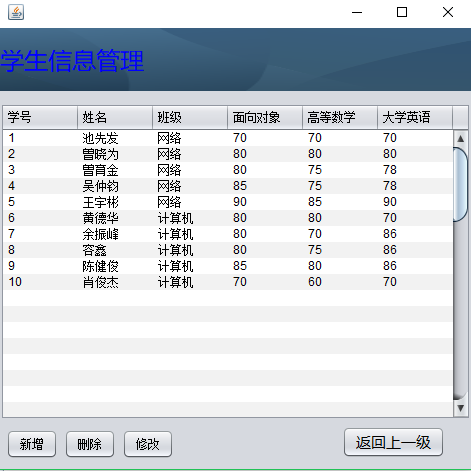 学生信息管理
学号 姓名 班级 面向对象 高等数学 大学英语
1 池先发 网络 70 70 70
2 曾晓为 网络 80 80 80
3 曾育金 网络 80 75 78
4 吴仲钧 网络 85 75 78
5 王宇彬 网络 90 85 90
6 黄德华 计算机 80 80 70
7 余振峰 计算机 80 70 86
8 容鑫 计算机 80 75 86
9 陈健俊 计算机 85 80 86
10 肖俊杰 计算机 70 60 70
新增 删除 修改 返回上一级